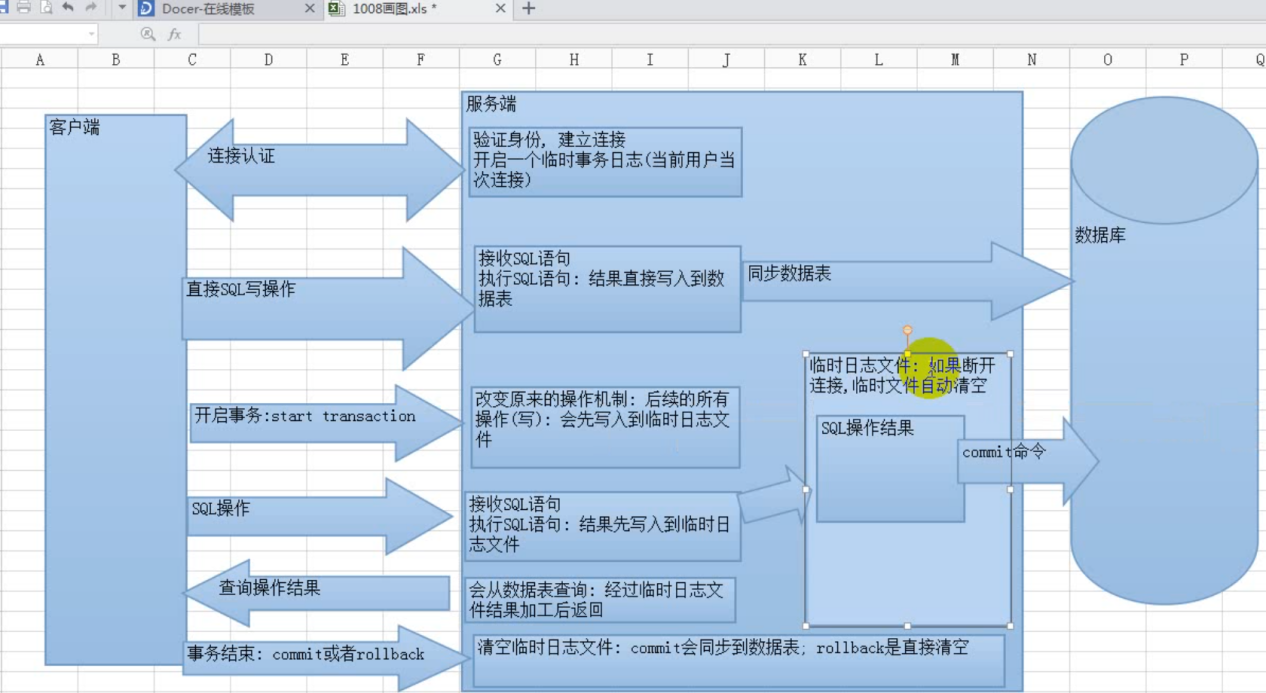 Docer-在线模板
1008画图.xls *
fx
A B C D E F G H I J K L M N O P Q
客户端
服务端
连接认证
验证身份，建立连接
开启一个临时事务日志(当前用户当
次连接)
数据库
直接SQL写操作
接收SQL语句
执行SQL语句：结果直接写入到数
据表
同步数据表
临时日志文件：如果断开
连接,临时文件自动清空
开启事务:start transaction
改变原来的操作机制：后续的所有
操作(写)：会先写入到临时日志文
件
SQL操作结果
commit命令
SQL操作
接收SQL语句
执行SQL语句：结果先写入到临时日
志文件
查询操作结果
会从数据表查询：经过临时日志文
件结果加工后返回
事务结束：commit或者rollback
清空临时日志文件：commit会同步到数据表；rollback是直接清空